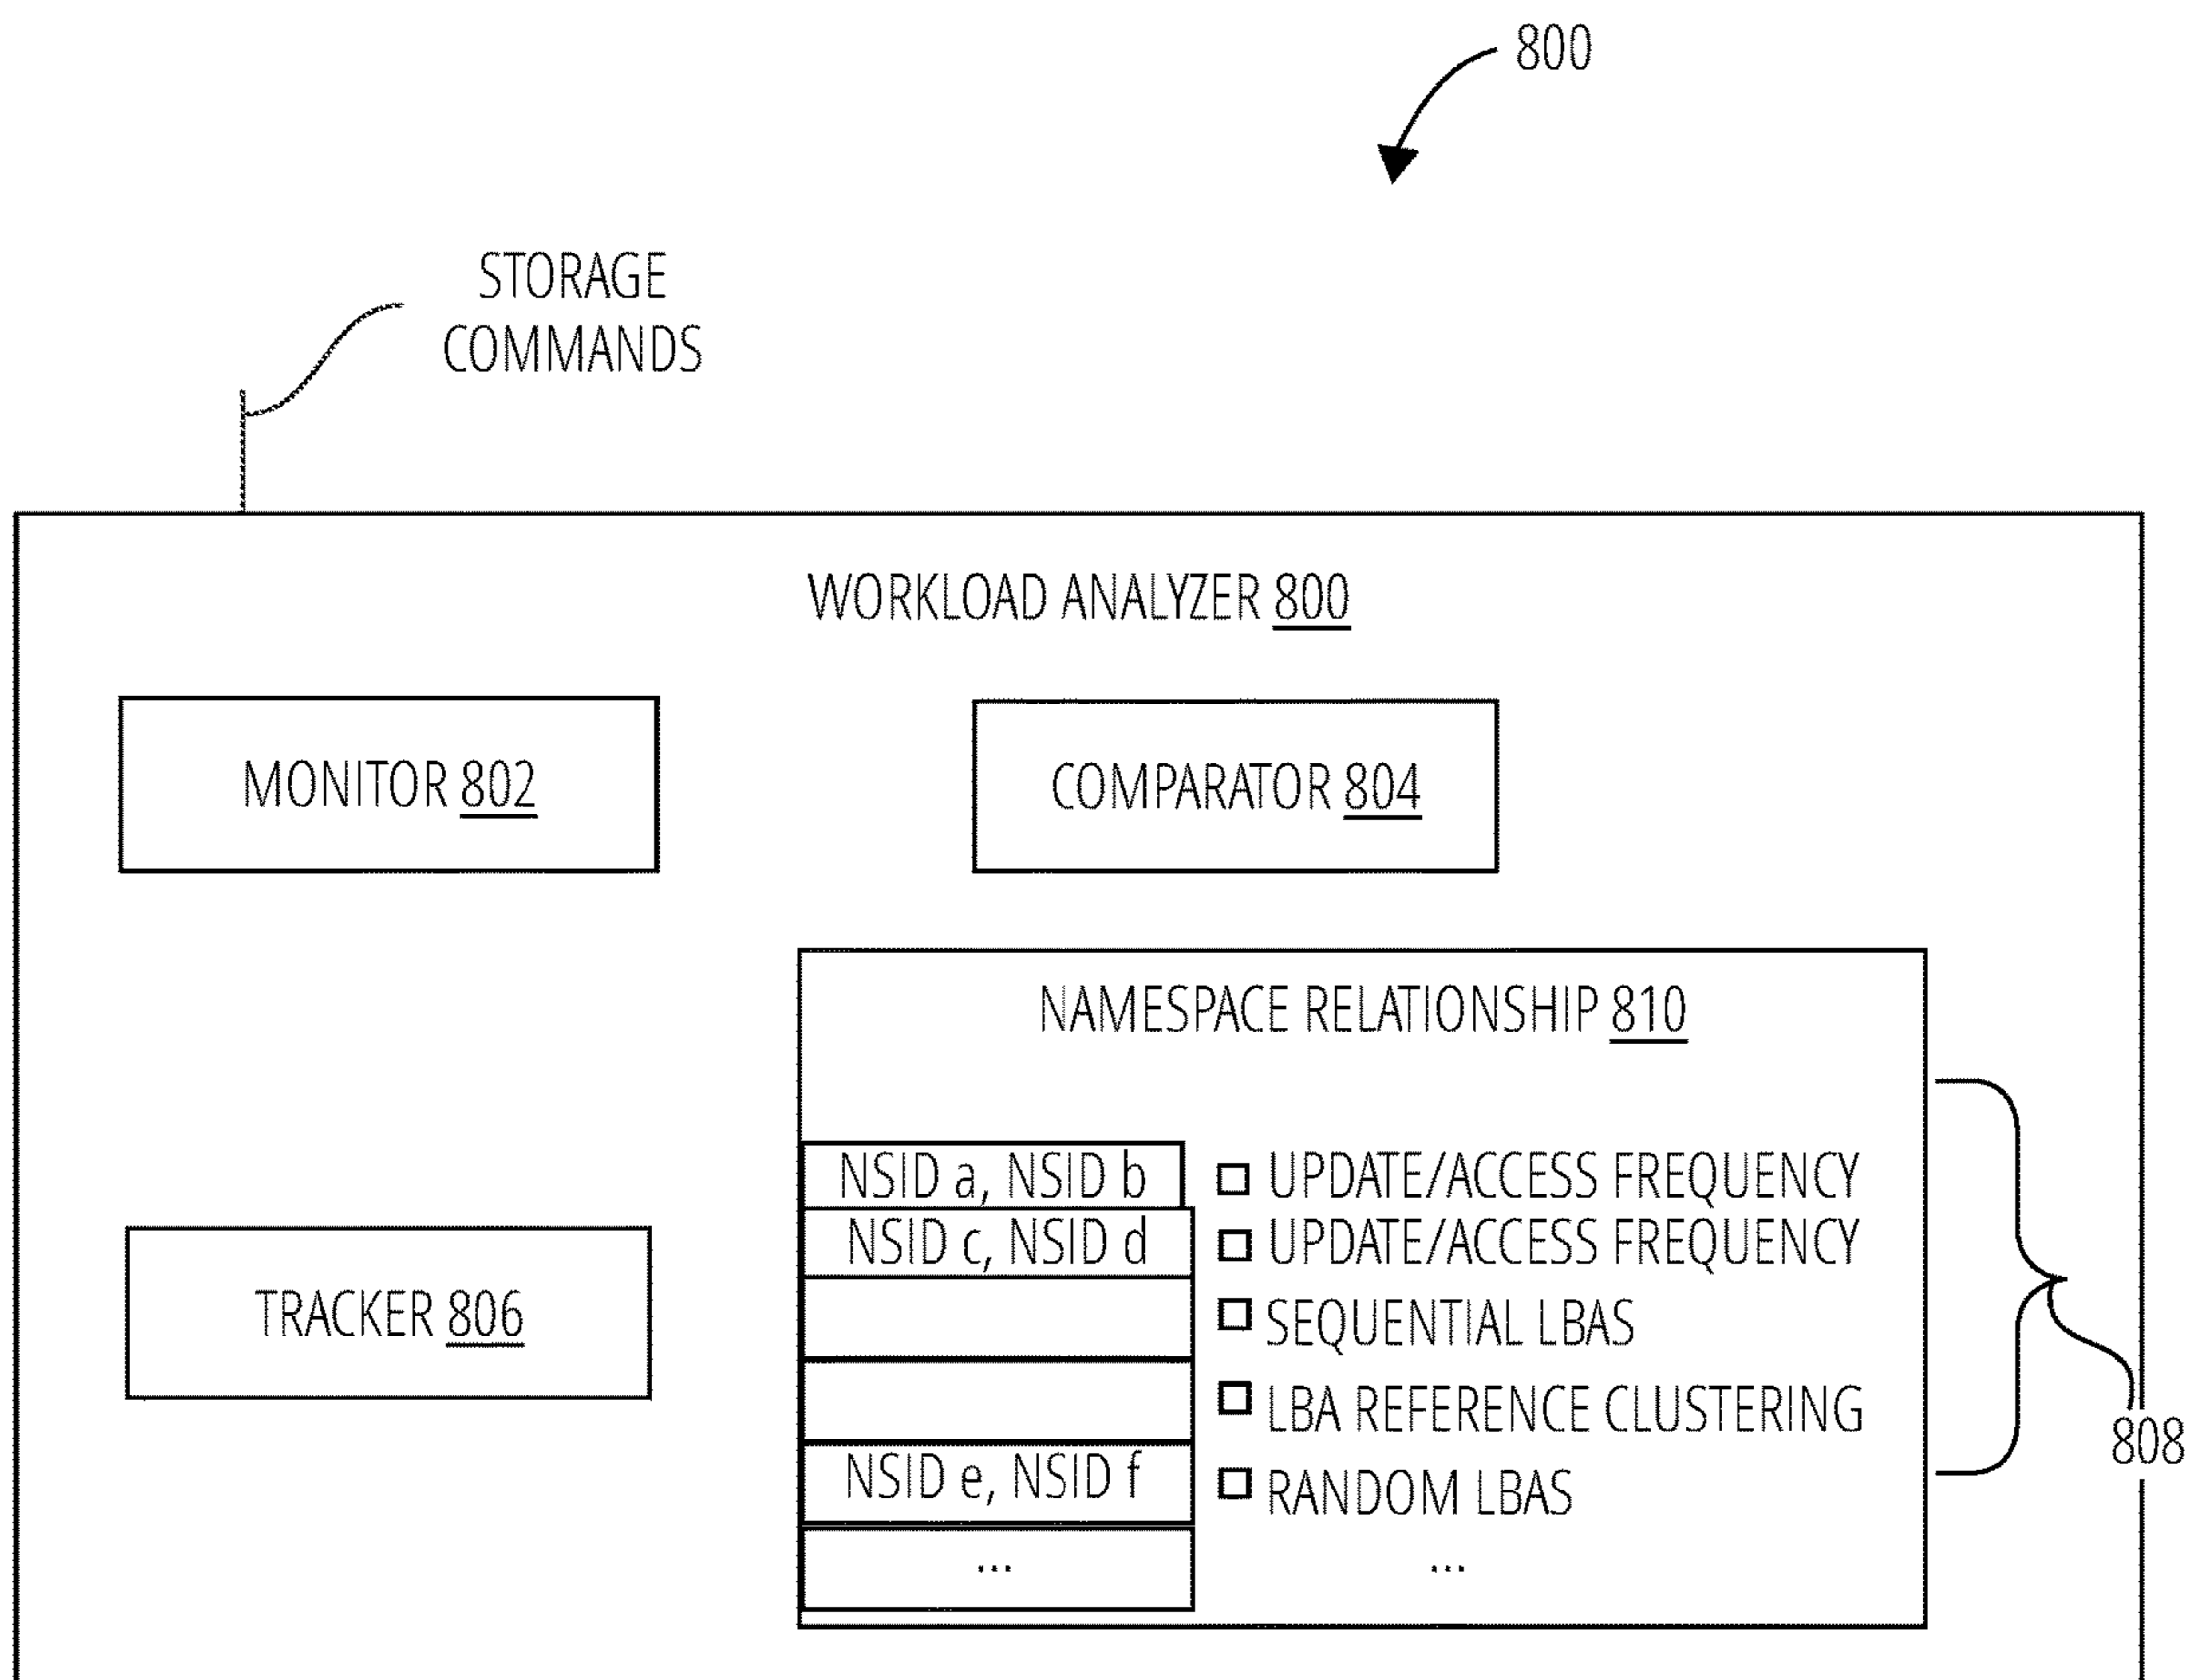 800
STORAGE
COMMANDS
WORKLOAD ANALYZER 800
MONITOR 802
COMPARATOR 804
NAMESPACE RELATIONSHIP 810
NSID a, NSID b UPDATE/ACCESS FREQUENCY
NSID c, NSID d UPDATE/ACCESS FREQUENCY
TRACKER 806
SEQUENTIAL LBAS
LBA REFERENCE CLUSTERING
808
NSID e, NSID f RANDOM LBAS
... ...